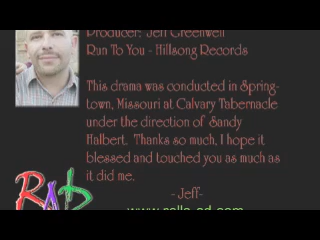 Producer: Jeff Greenwell
Run To You - Hillsong Records
This drama was conducted in Spring-
town, Missouri at Calvary Tabernacle
under the direction of Sandy
Halbert. Thanks so much, I hope it
blessed and touched you as much as
it did me.
- Jeff-
RAD